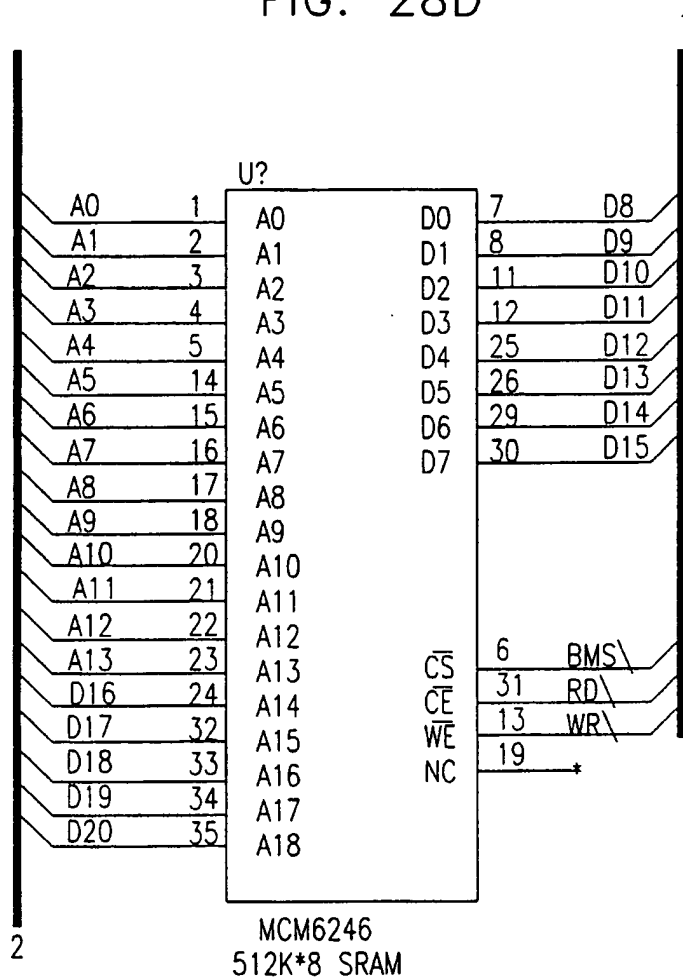 FIG. 28D
U?
A0 1 A0 D0 7 D8
A1 2 A1 D1 8 D9
A2 3 A2 D2 11 D10
A3 4 A3 D3 12 D11
A4 5 A4 D4 25 D12
A5 14 A5 D5 26 D13
A6 15 A6 D6 29 D14
A7 16 A7 D7 30 D15
A8 17 A8
A9 18 A9
A10 20 A10
A11 21 A11
A12 22 A12
A13 23 A13 C̅S̅ 6 BMS\
D16 24 A14 C̅E̅ 31 RD\
D17 32 A15 W̅E̅ 13 WR\
D18 33 A16 NC 19 *
D19 34 A17
D20 35 A18
MCM6246
2
512K*8 SRAM